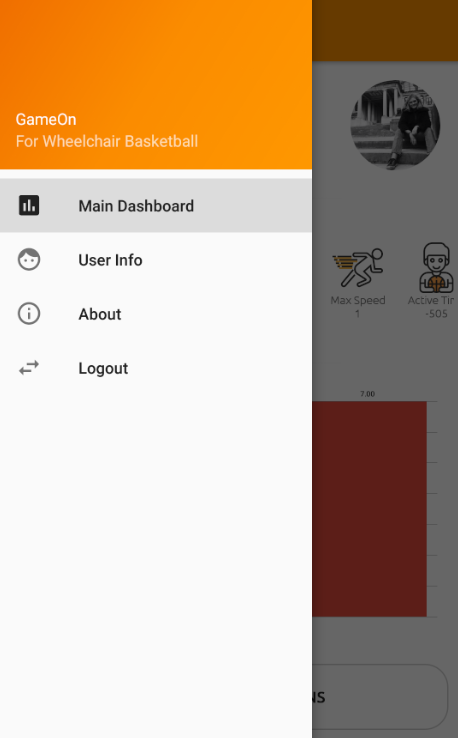 GameOn
For Wheelchair Basketball
Main Dashboard
User Info
About
Logout
Max Speed
1
Active Tir
-505
7.00
NS